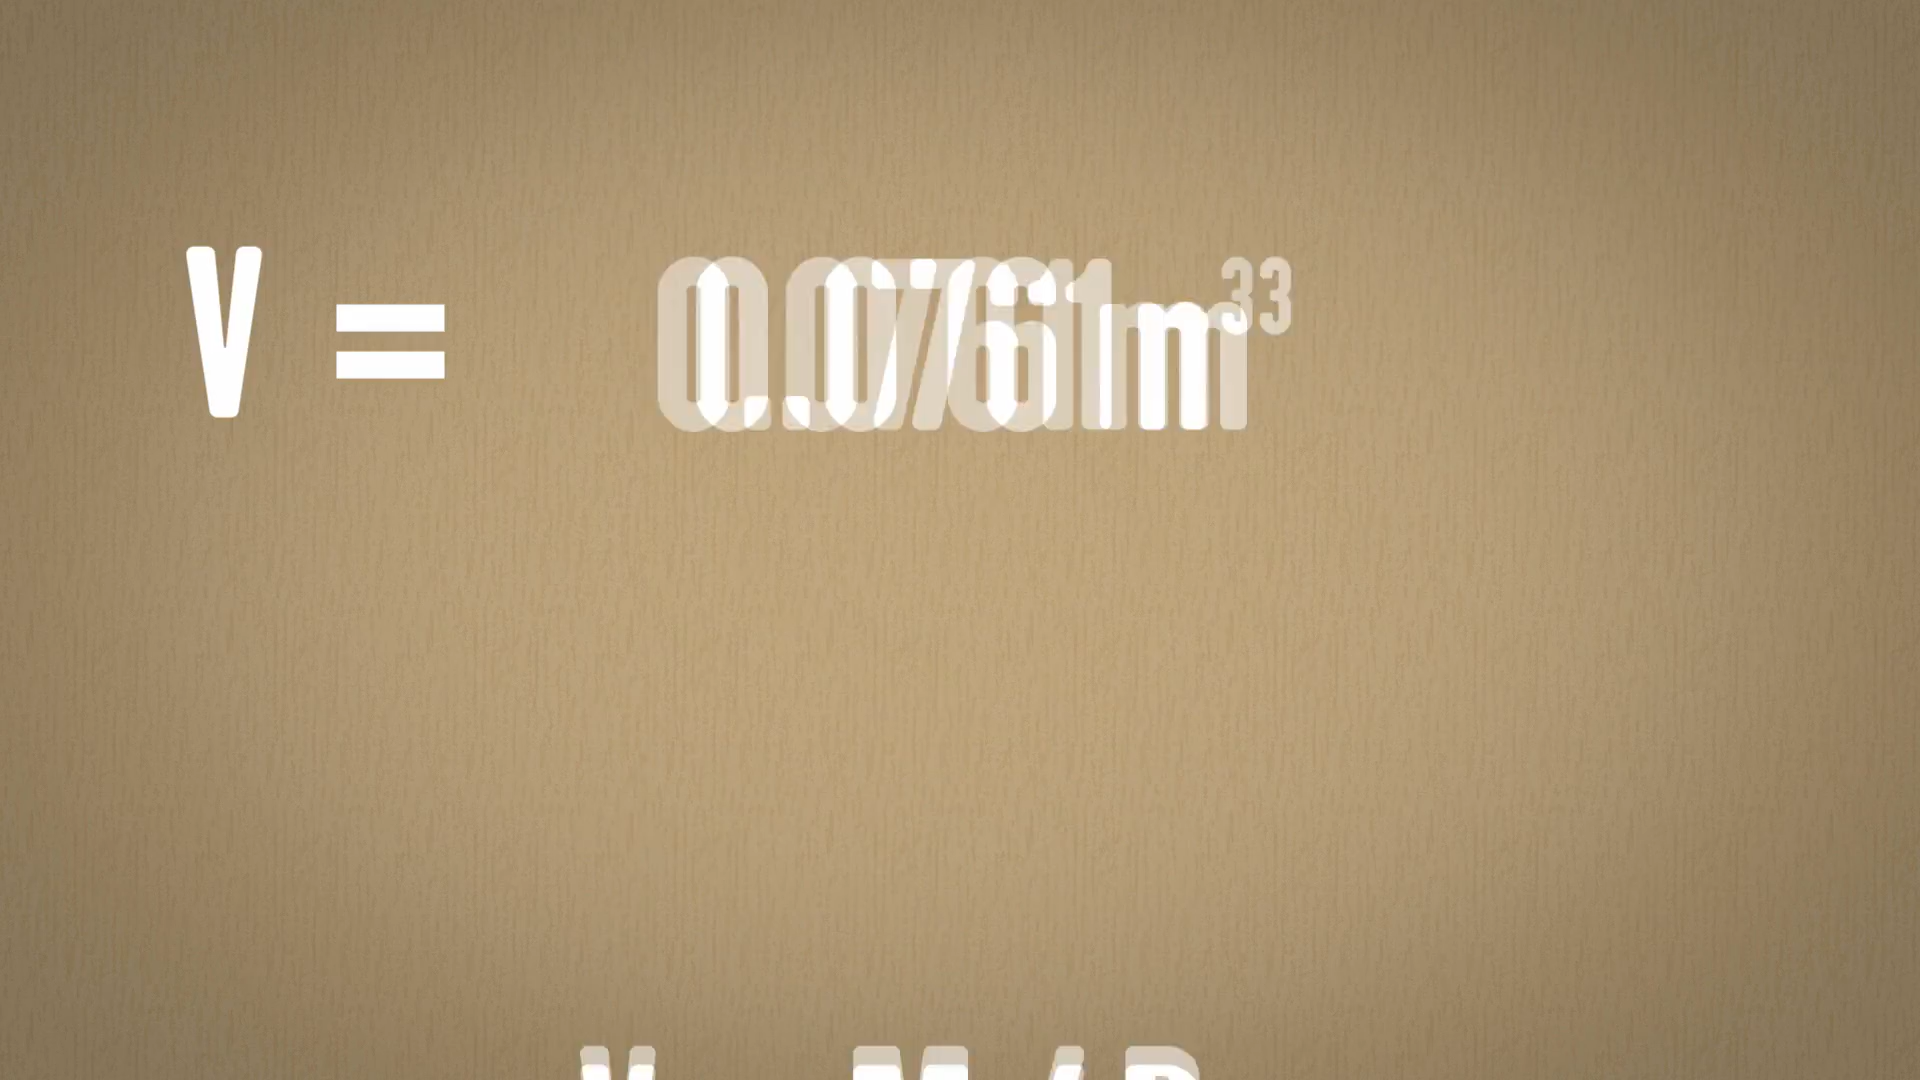 V = 0.0761m³
V M / D